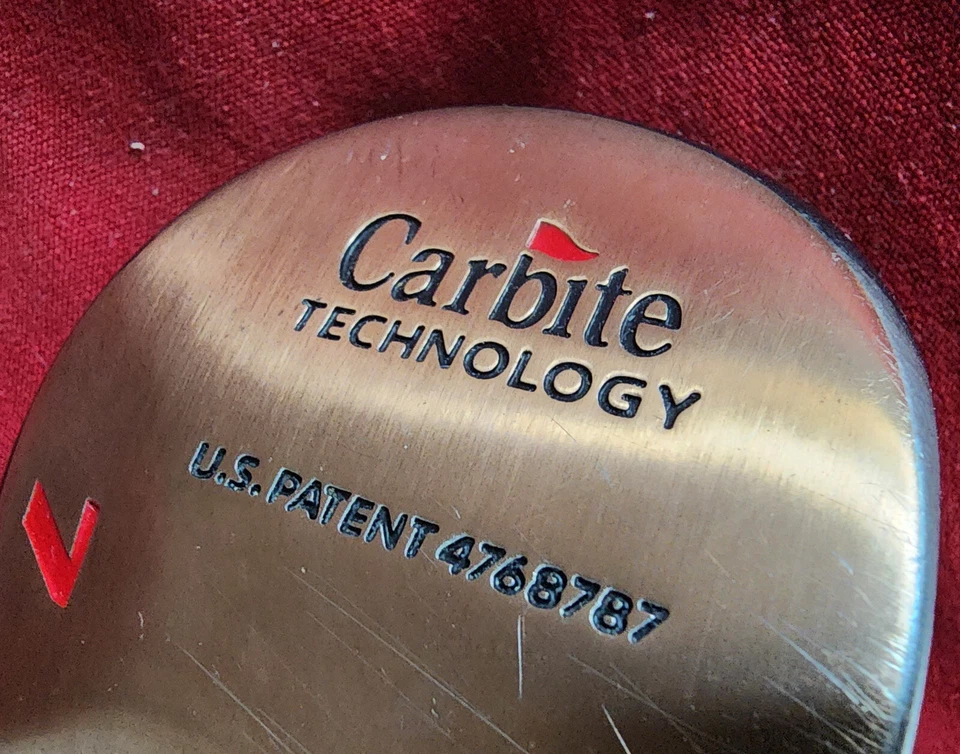 Carbite
TECHNOLOGY
U.S. PATENT 4768787
V